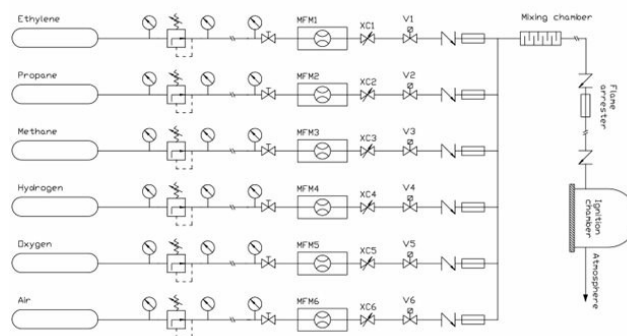 Ethylene
MFM1
XC1
V1
Mixing chamber
Propane
MFM2
XC2
V2
Flame
arrester
Methane
MFM3
XC3
V3
Hydrogen
MFM4
XC4
V4
Ignition
chamber
Oxygen
MFM5
XC5
V5
Atmosphere
Air
MFM6
XC6
V6